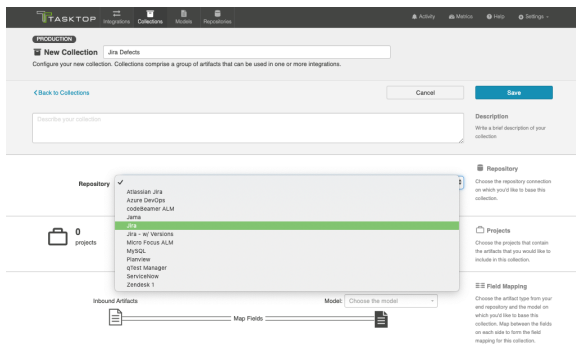 TASKTOP
Integrations
Collections
Models
Repositories
Activity
Metrics
Help
Settings
PRODUCTION
New Collection
Jira Defects
Configure your new collection. Collections comprise a group of artifacts that can be used in one or more integrations.
Back to Collections
Cancel
Save
Describe your collection
Description
Write a brief description of your
collection
Repository
Atlassian Jira
Azure DevOps
codeBeamer ALM
Jama
Jira
Jira - w/ Versions
Micro Focus ALM
MySQL
Planview
qTest Manager
ServiceNow
Zendesk 1
Repository
Choose the repository connection
on which you'd like to base this
collection.
0
projects
Projects
Choose the projects that contain
the artifacts that you would like to
include in this collection.
Inbound Artifacts
Model:
Choose the model
Map Fields
Field Mapping
Choose the artifact type from your
end repository and the model on
which you'd like to base this
collection. Map between the fields
on each side to form the field
mapping for this collection.